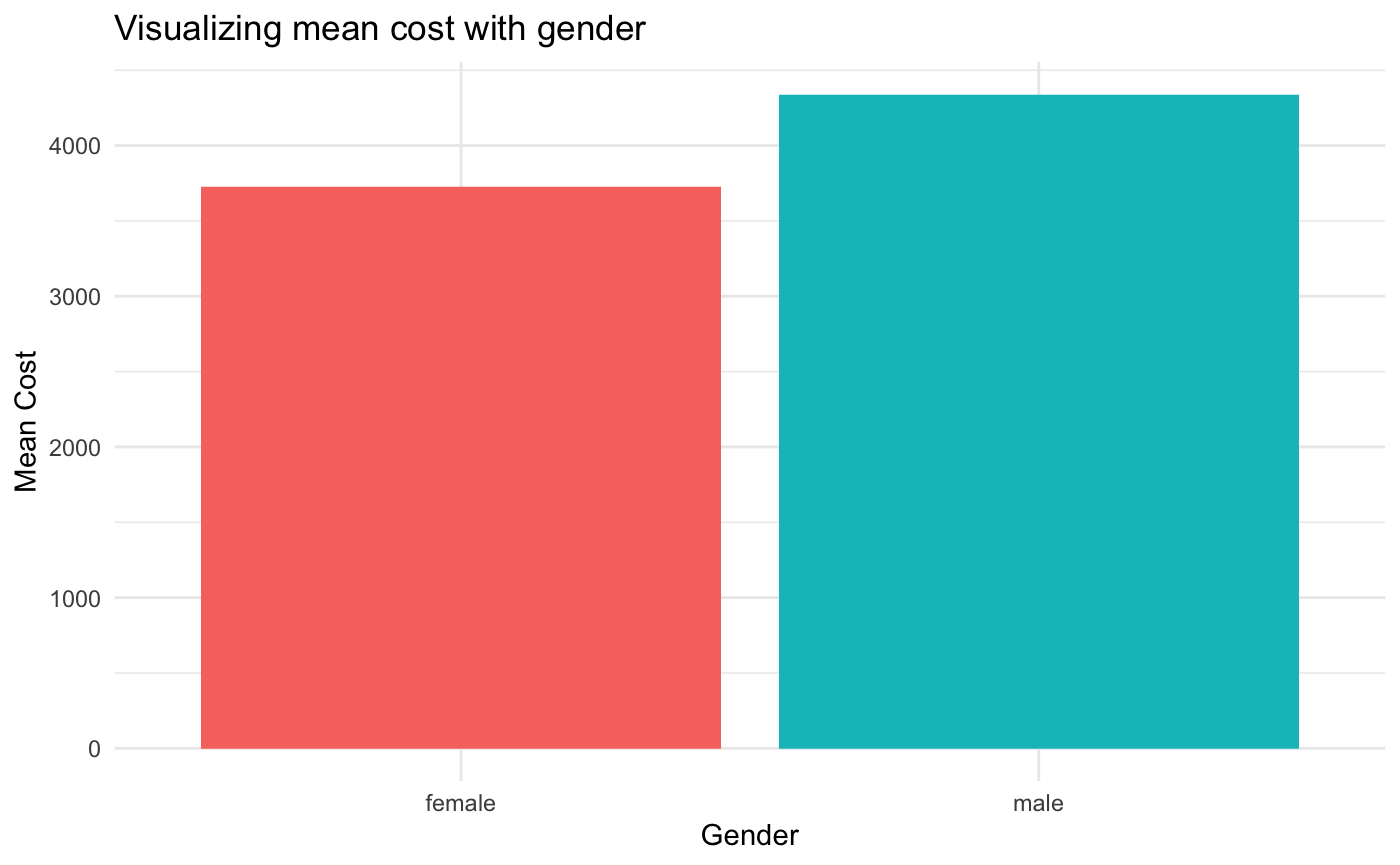 Visualizing mean cost with gender
4000
3000
2000
1000
0
Mean Cost
female
male
Gender